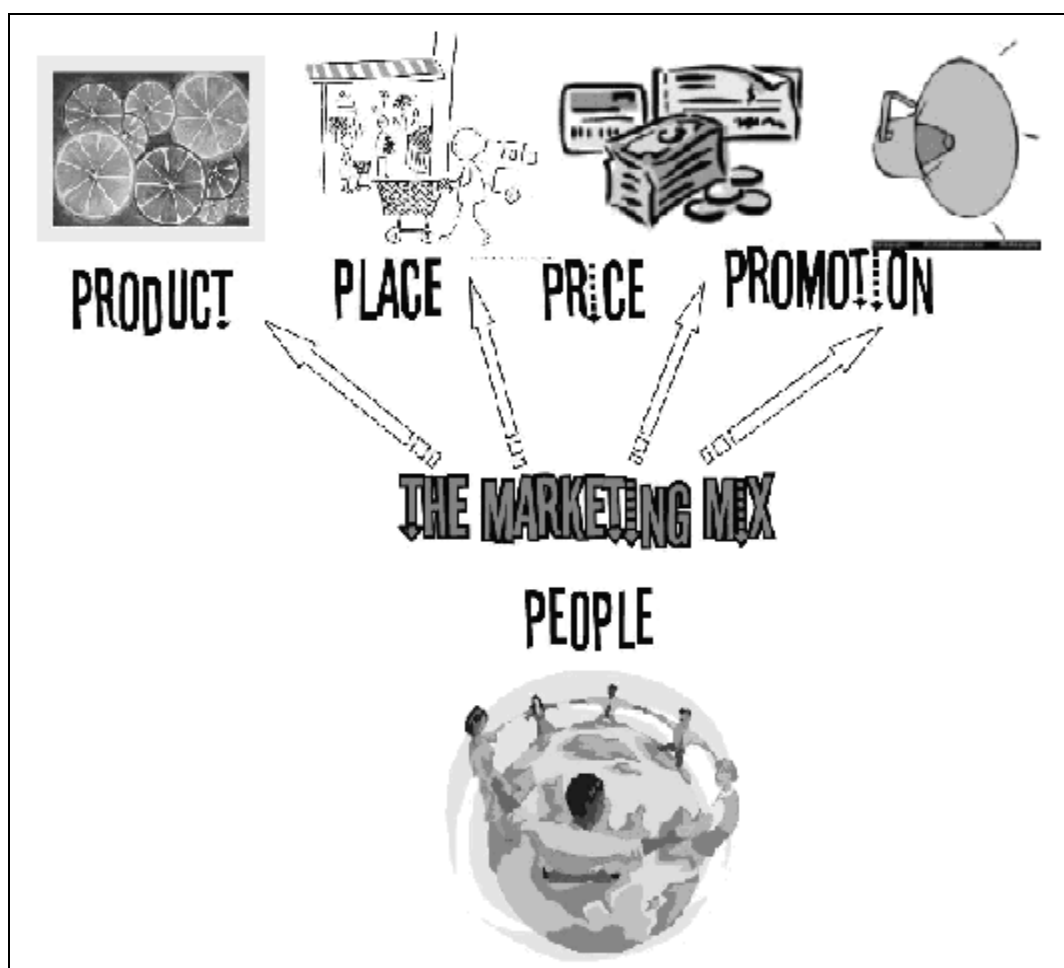 PRODUCT
PLACE
PRICE
PROMOTION
THE MARKETING MIX
PEOPLE